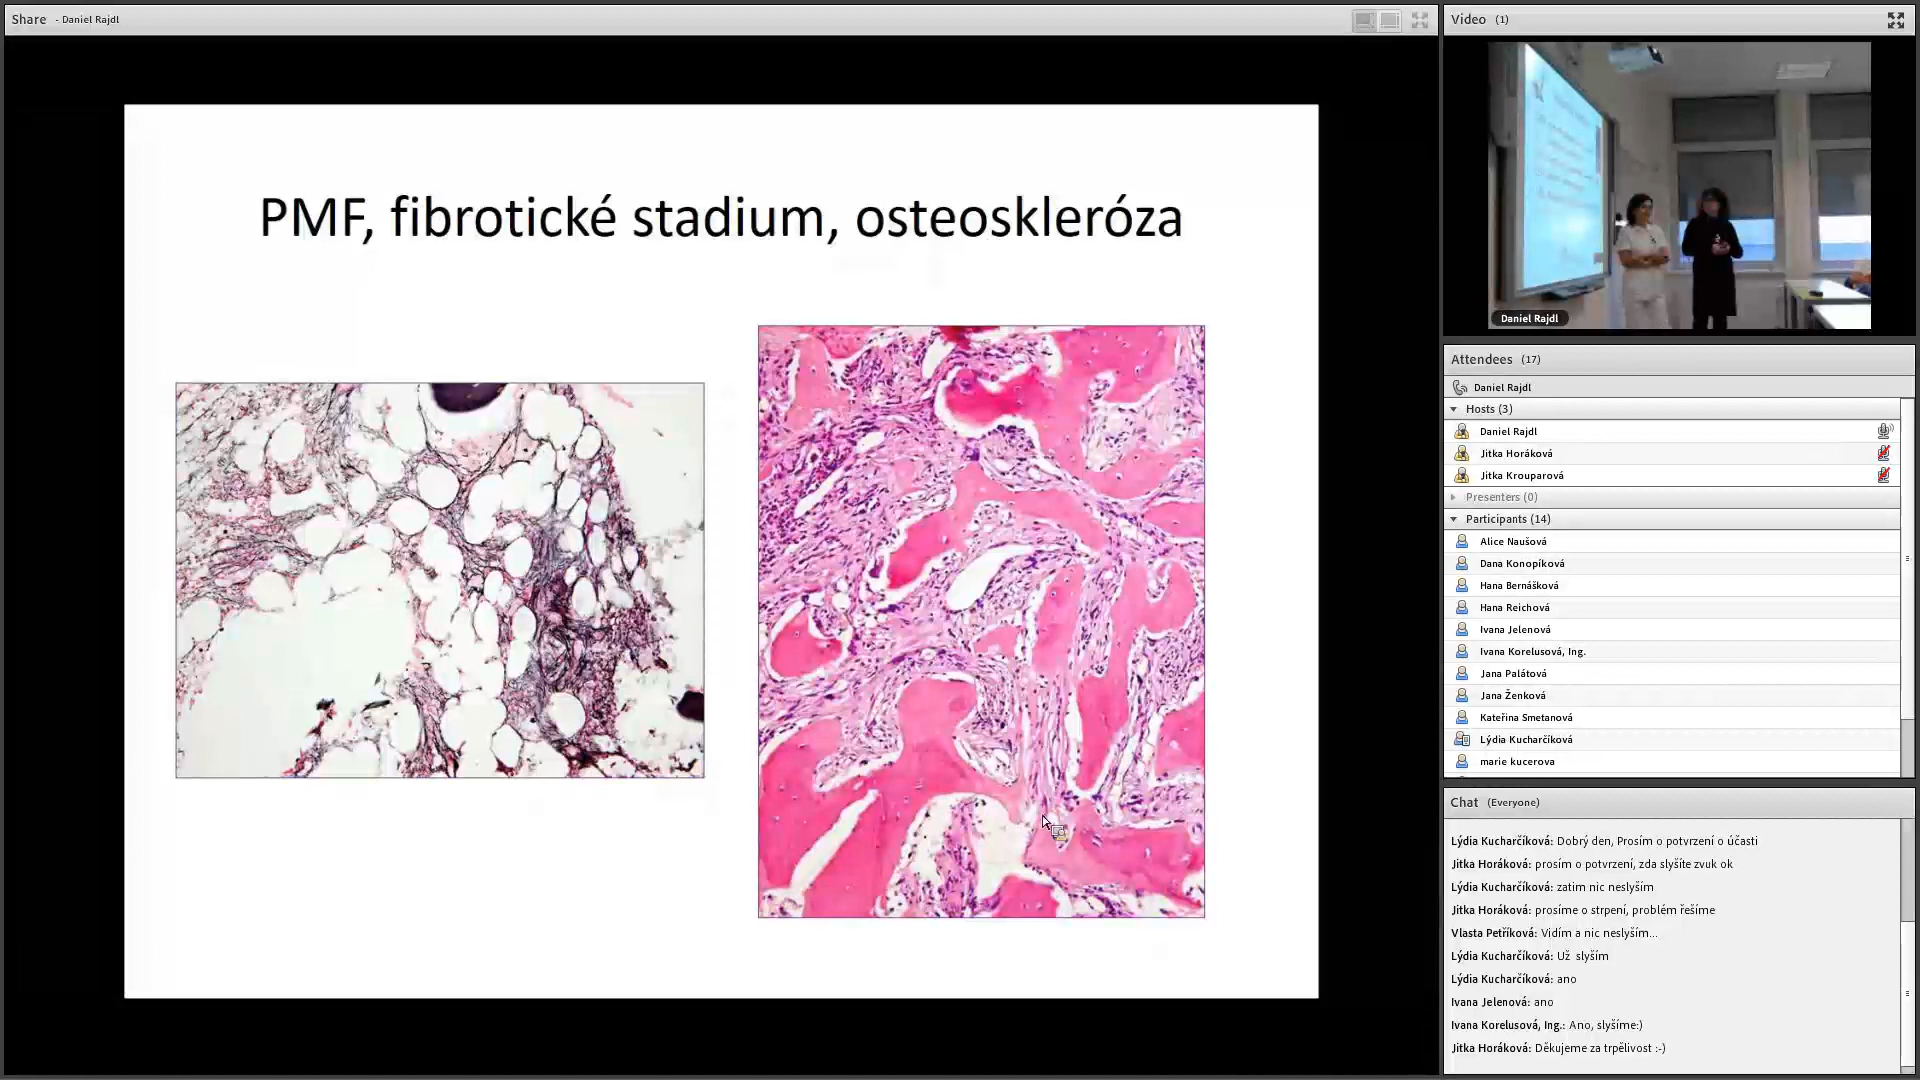 Share - Daniel Rajdl
PMF, fibrotické stadium, osteoskleróza
Video (1)
Daniel Rajdl
Attendees (17)
Daniel Rajdl
Hosts (3)
Daniel Rajdl
Jitka Horáková
Jitka Krouparová
Presenters (0)
Participants (14)
Alice Naušová
Dana Konopíková
Hana Bernášková
Hana Reichová
Ivana Jelenová
Ivana Korelusová, Ing.
Jana Palátová
Jana Ženková
Kateřina Smetanová
Lýdia Kucharčíková
marie kucerova
Chat (Everyone)
Lýdia Kucharčíková: Dobrý den, Prosím o potvrzení o účasti
Jitka Horáková: prosím o potvrzení, zda slyšíte zvuk ok
Lýdia Kucharčíková: zatim nic neslyším
Jitka Horáková: prosíme o strpení, problém řešíme
Vlasta Petříková: Vidím a nic neslyším...
Lýdia Kucharčíková: Už slyším
Lýdia Kucharčíková: ano
Ivana Jelenová: ano
Ivana Korelusová, Ing.: Ano, slyšíme:)
Jitka Horáková: Děkujeme za trpělivost :-)